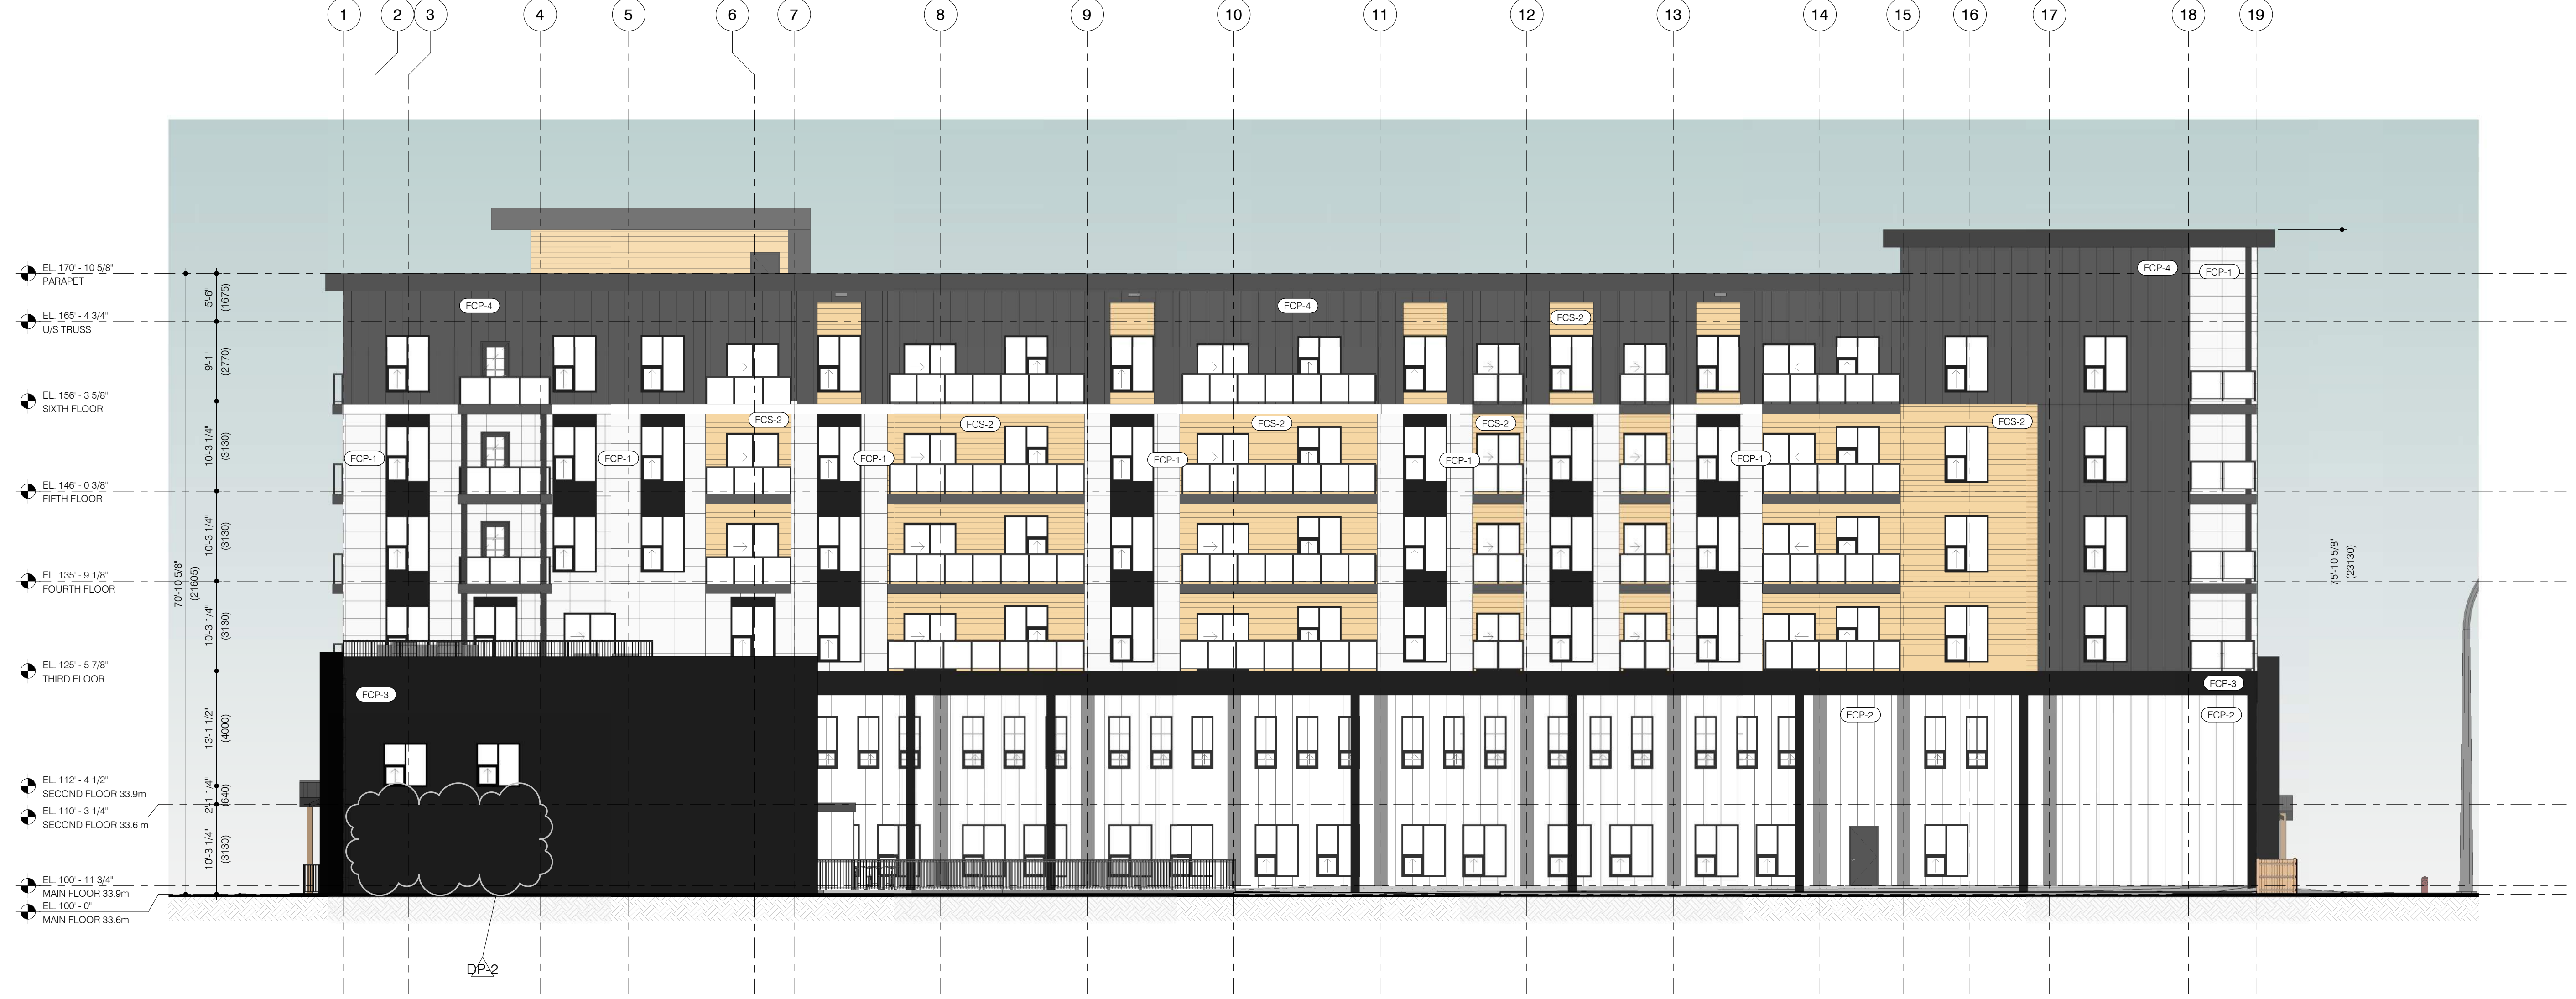 1 2 3 4 5 6 7 8 9 10 11 12 13 14 15 16 17 18 19
EL. 170' - 10 5/8"
PARAPET
5'-6"
(1675)
EL. 165' - 4 3/4"
U/S TRUSS
9'-1"
(2770)
EL. 156' - 3 5/8"
SIXTH FLOOR
10'-3 1/4"
(3130)
EL. 146' - 0 3/8"
FIFTH FLOOR
10'-3 1/4"
(3130)
EL. 135' - 9 1/8"
FOURTH FLOOR
10'-3 1/4"
(3130)
EL. 125' - 5 7/8"
THIRD FLOOR
13'-1 1/2"
(4000)
EL. 112' - 4 1/2"
SECOND FLOOR 33.9m
2'-1 1/4"
(640)
EL. 110' - 3 1/4"
SECOND FLOOR 33.6 m
10'-3 1/4"
(3130)
EL. 100' - 11 3/4"
MAIN FLOOR 33.9m
EL. 100' - 0"
MAIN FLOOR 33.6m
70'-10 5/8"
(21605)
75'-10 5/8"
(23130)
FCP-4
FCP-1
FCP-4
FCP-4
FCS-2
FCS-2
FCS-2
FCS-2
FCS-2
FCS-2
FCP-1
FCP-1
FCP-1
FCP-1
FCP-1
FCP-1
FCP-3
FCP-3
FCP-2
FCP-2
DP-2